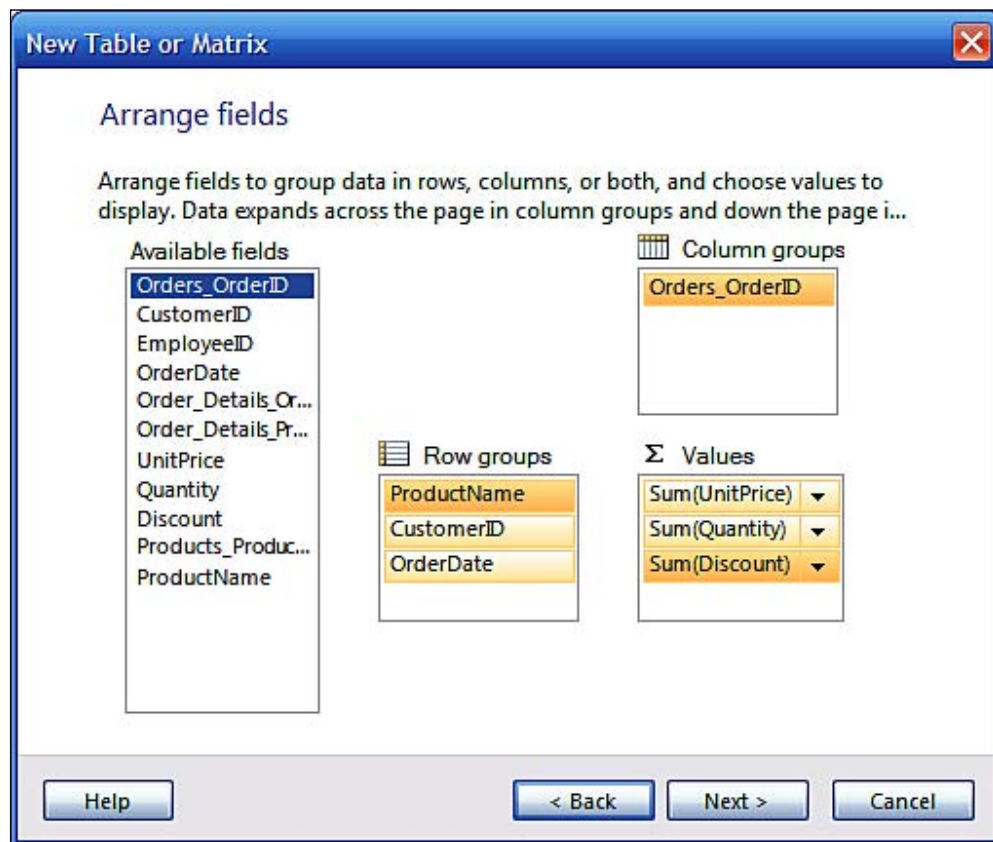 New Table or Matrix
Arrange fields
Arrange fields to group data in rows, columns, or both, and choose values to
display. Data expands across the page in column groups and down the page i...
Available fields
Orders_OrderID
CustomerID
EmployeeID
OrderDate
Order_Details_Or...
Order_Details_Pr...
UnitPrice
Quantity
Discount
Products_Produc...
ProductName
Column groups
Orders_OrderID
Row groups
ProductName
CustomerID
OrderDate
Σ Values
Sum(UnitPrice)
Sum(Quantity)
Sum(Discount)
Help
< Back
Next >
Cancel